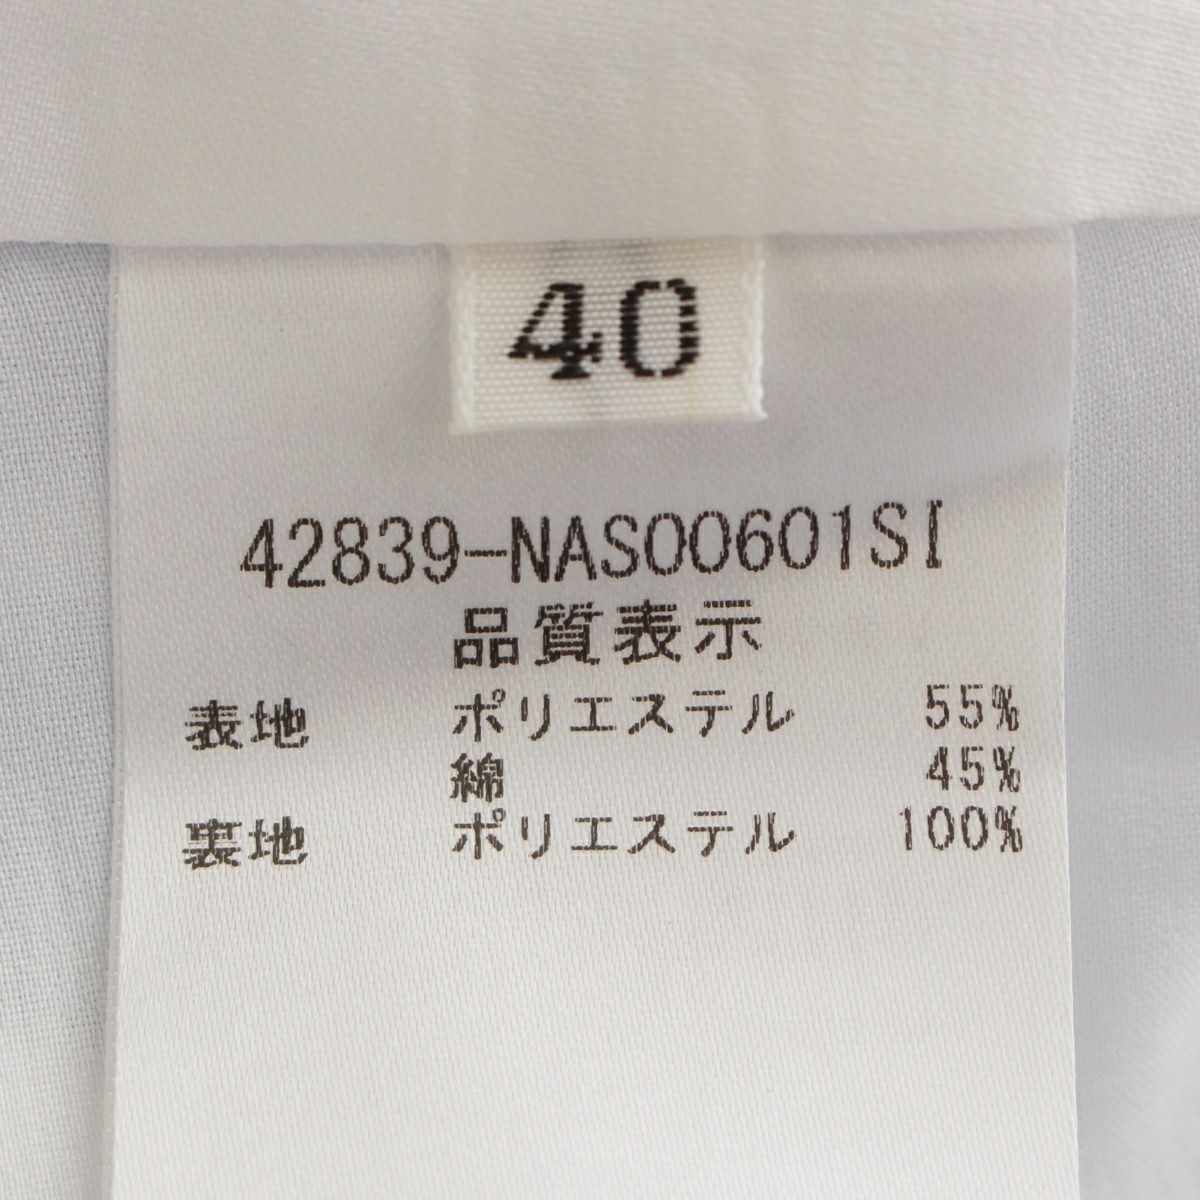 40
42839-NAS00601SI
品質表示
表地 ポリエステル 55%
綿 45%
裏地 ポリエステル 100%